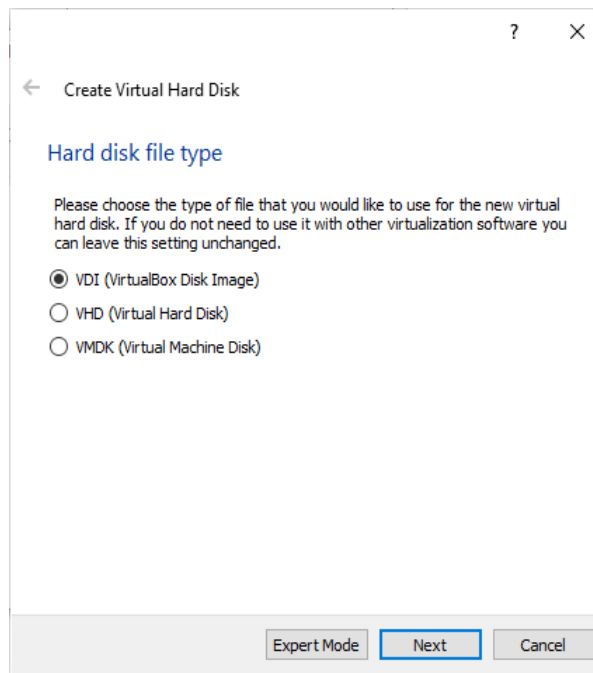 ?
Create Virtual Hard Disk
Hard disk file type
Please choose the type of file that you would like to use for the new virtual
hard disk. If you do not need to use it with other virtualization software you
can leave this setting unchanged.
VDI (VirtualBox Disk Image)
VHD (Virtual Hard Disk)
VMDK (Virtual Machine Disk)
Expert Mode Next Cancel